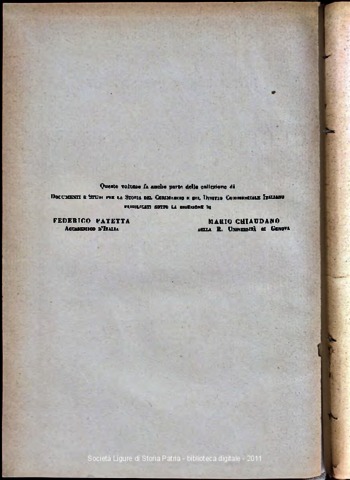 Questo volume fa anche parte della collezione di
DOCUMENTI E STUDI PER LA STORIA DEL COMMERCIO E DEL DIRITTO COMMERCIALE ITALIANO
PUBBLICATI SOTTO LA DIREZIONE DI
FEDERICO PATETTA
ACCADEMICO D'ITALIA
MARIO CHIAUDANO
DELLA R. UNIVERSITÀ DI GENOVA
Società Ligure di Storia Patria - biblioteca digitale - 2011